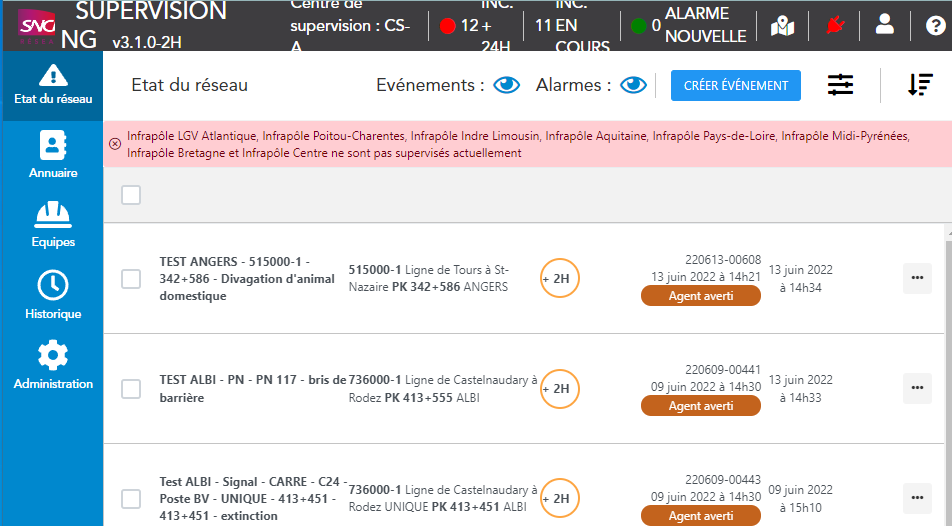 SUPERVISION NG v3.1.0-2H
Centre de supervision : CS-A
12
INC. + 24H
11
INC. EN COURS
0
ALARME NOUVELLE
Etat du réseau
Annuaire
Equipes
Historique
Administration
Etat du réseau
Evénements :
Alarmes :
CRÉER ÉVÉNEMENT
Infrapôle LGV Atlantique, Infrapôle Poitou-Charentes, Infrapôle Indre Limousin, Infrapôle Aquitaine, Infrapôle Pays-de-Loire, Infrapôle Midi-Pyrénées,
Infrapôle Bretagne et Infrapôle Centre ne sont pas supervisés actuellement
TEST ANGERS - 515000-1 -
342+586 - Divagation d'animal
domestique
515000-1 Ligne de Tours à St-
Nazaire PK 342+586 ANGERS
+ 2H
220613-00608
13 juin 2022 à 14h21
Agent averti
13 juin 2022
à 14h34
TEST ALBI - PN - PN 117 - bris de
barrière
736000-1 Ligne de Castelnaudary à
Rodez PK 413+555 ALBI
+ 2H
220609-00441
09 juin 2022 à 14h30
Agent averti
13 juin 2022
à 14h33
Test ALBI - Signal - CARRE - C24 -
Poste BV - UNIQUE - 413+451 -
413+451 - extinction
736000-1 Ligne de Castelnaudary à
Rodez UNIQUE PK 413+451 ALBI
+ 2H
220609-00443
09 juin 2022 à 14h30
Agent averti
09 juin 2022
à 15h10